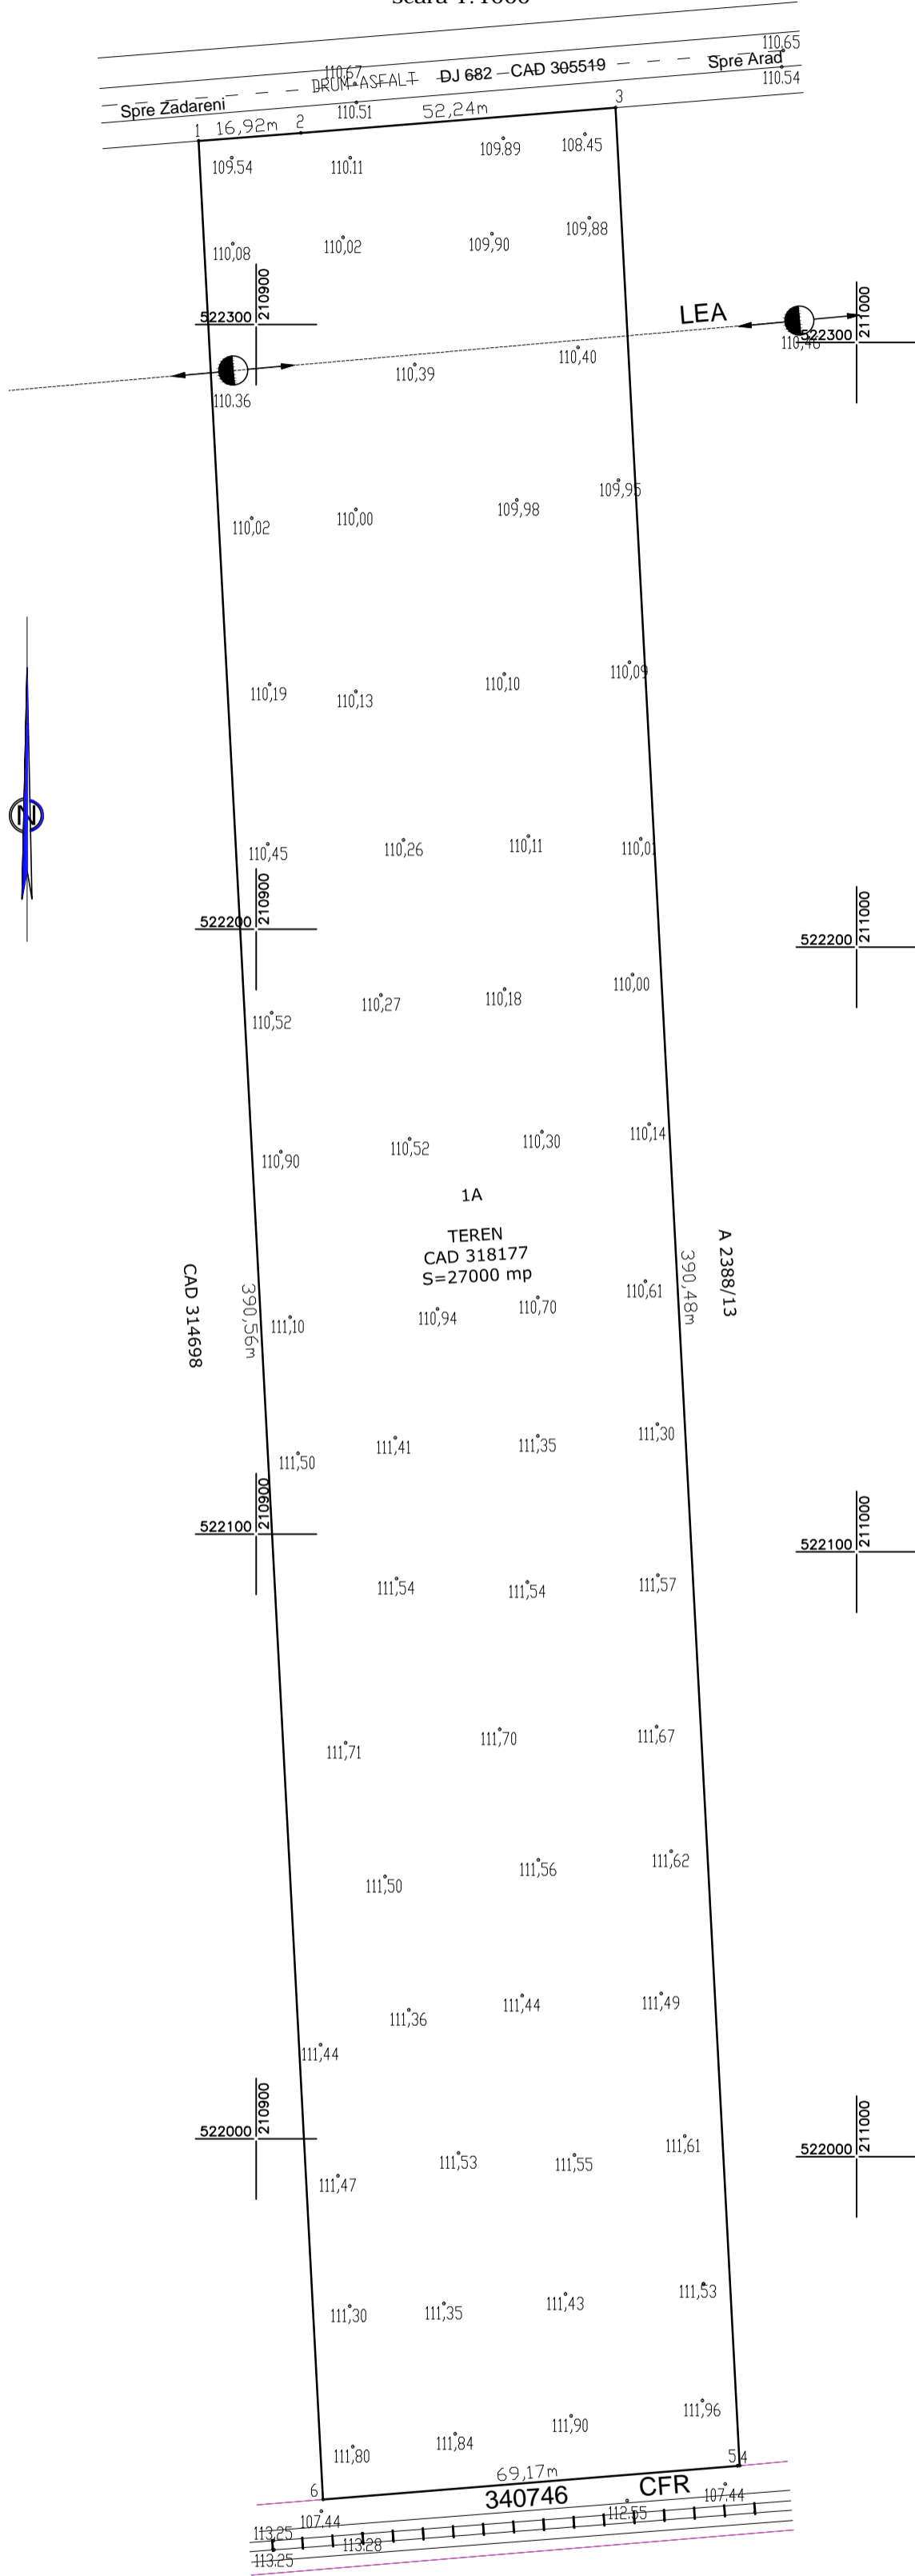 scara 1:1000
110.65
110.67
DRUM ASFALT DJ 682 CAD 305519 Spre Arad
110.54
Spre Zadareni
110.51
1 16,92m 2 52,24m 3
109.54 110.11 109.89 108.45
110,08 110,02 109,90 109,88
522300 210900
LEA
522300 211000
110,46
110.36 110,39 110,40
110,02 110,00 109,98 109,95
110,19 110,13 110,10 110,09
N
110,45 110,26 110,11 110,01
522200 210900
522200 211000
110,52 110,27 110,18 110,00
110,90 110,52 110,30 110,14
1A
TEREN
CAD 318177
S=27000 mp
CAD 314698
390,56m
390,48m
A 2388/13
111,10 110,94 110,70 110,61
111,50 111,41 111,35 111,30
522100 210900
522100 211000
111,54 111,54 111,57
111,71 111,70 111,67
111,50 111,56 111,62
111,44 111,36 111,44 111,49
522000 210900
522000 211000
111,47 111,53 111,55 111,61
111,30 111,35 111,43 111,53
111,80 111,84 111,90 111,96
6 69,17m 5 4
340746 CFR
107.44 112.55 107.44
113.25 113.28
113.25